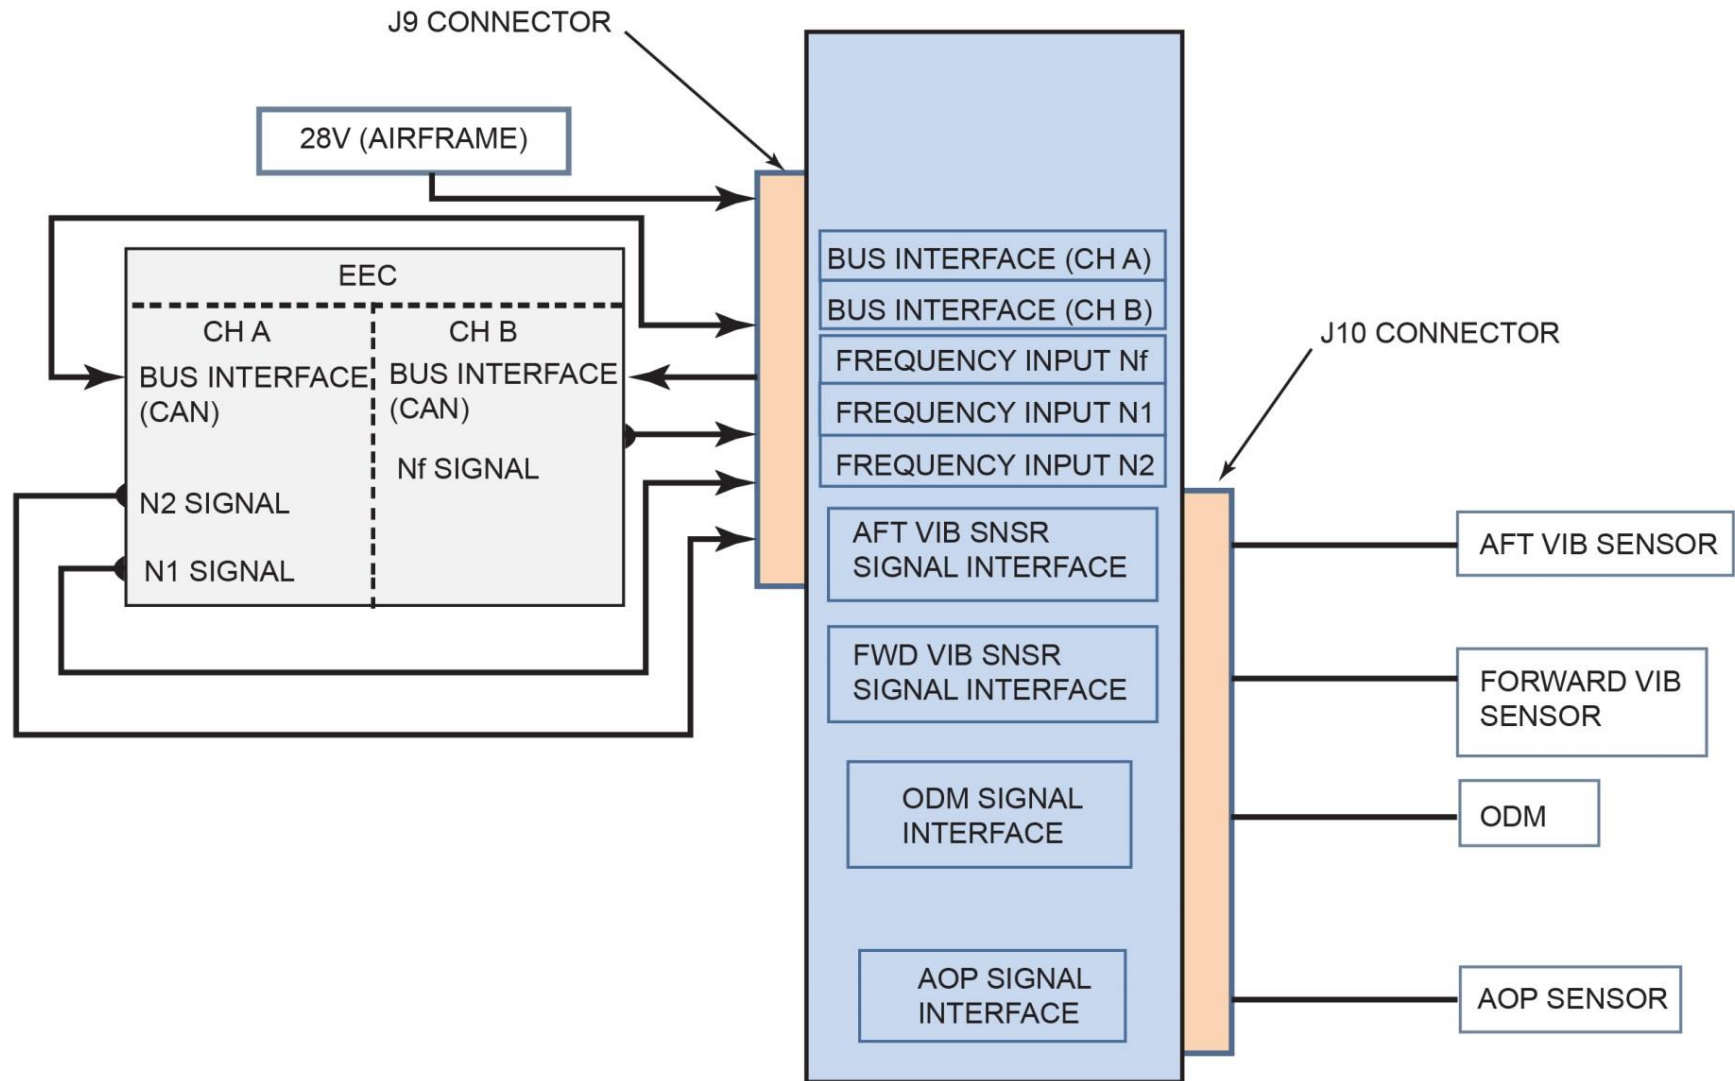 J9 CONNECTOR
28V (AIRFRAME)
EEC
CH A
BUS INTERFACE
(CAN)
N2 SIGNAL
N1 SIGNAL
CH B
BUS INTERFACE
(CAN)
Nf SIGNAL
BUS INTERFACE (CH A)
BUS INTERFACE (CH B)
FREQUENCY INPUT Nf
FREQUENCY INPUT N1
FREQUENCY INPUT N2
AFT VIB SNSR
SIGNAL INTERFACE
FWD VIB SNSR
SIGNAL INTERFACE
ODM SIGNAL
INTERFACE
AOP SIGNAL
INTERFACE
J10 CONNECTOR
AFT VIB SENSOR
FORWARD VIB
SENSOR
ODM
AOP SENSOR